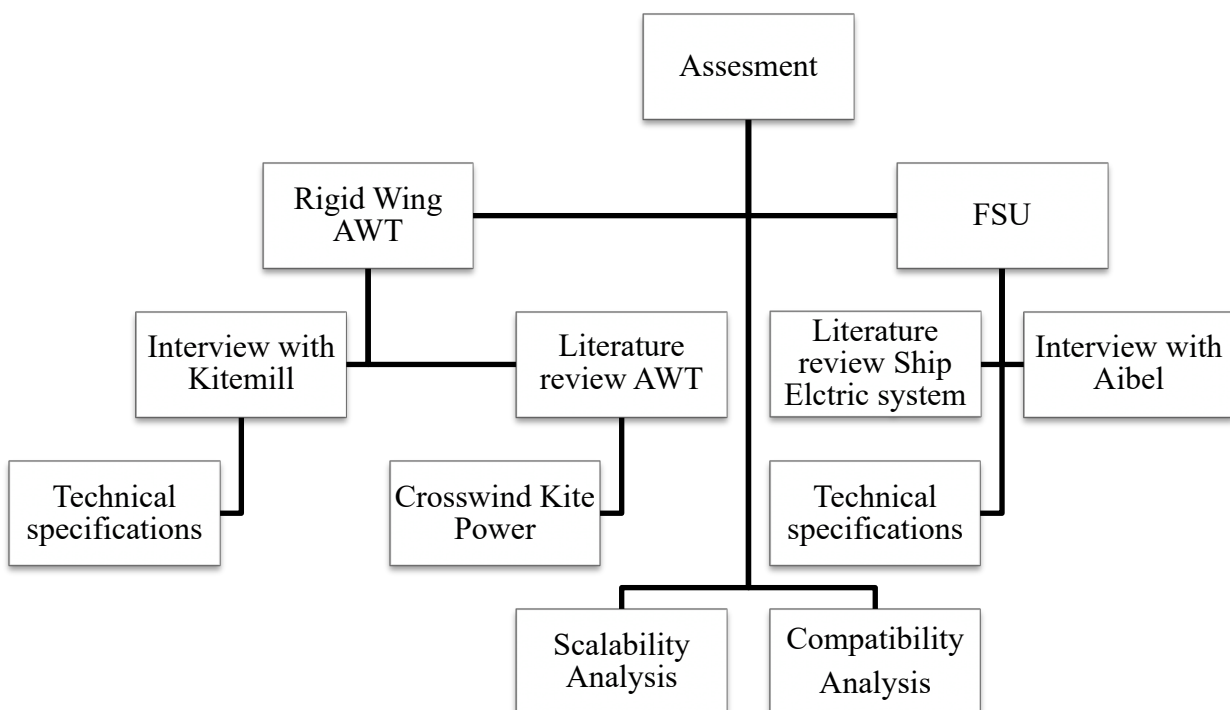 Assesment
Rigid Wing
AWT
FSU
Interview with
Kitemill
Literature
review AWT
Literature
review Ship
Elctric system
Interview with
Aibel
Technical
specifications
Crosswind Kite
Power
Technical
specifications
Scalability
Analysis
Compatibility
Analysis